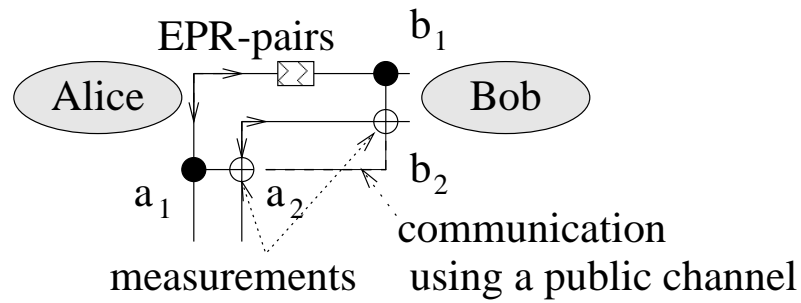 EPR-pairs
b1
Alice
Bob
a1
a2
b2
communication
using a public channel
measurements